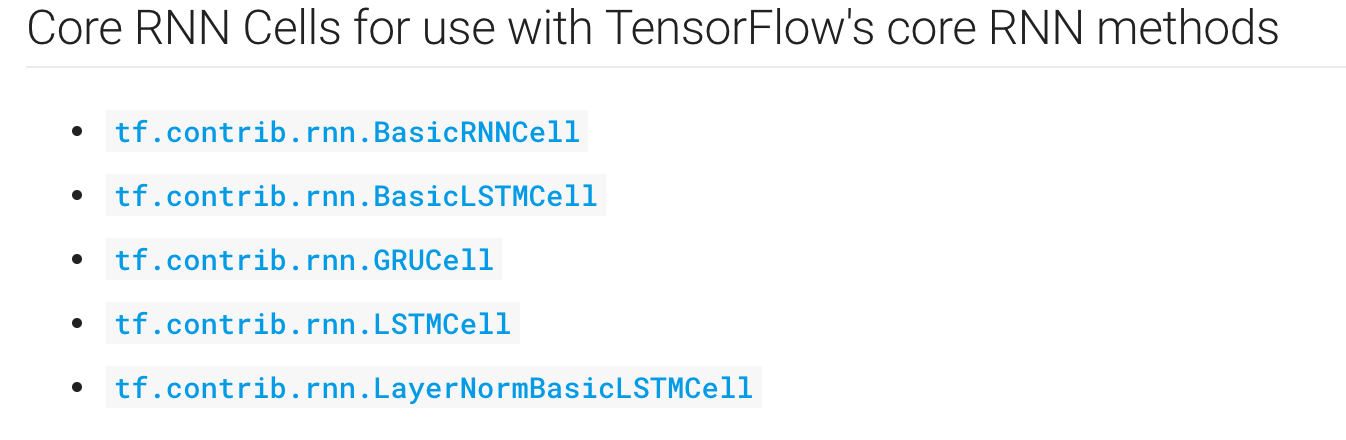 Core RNN Cells for use with TensorFlow's core RNN methods
tf.contrib.rnn.BasicRNNCell
tf.contrib.rnn.BasicLSTMCell
tf.contrib.rnn.GRUCell
tf.contrib.rnn.LSTMCell
tf.contrib.rnn.LayerNormBasicLSTMCell